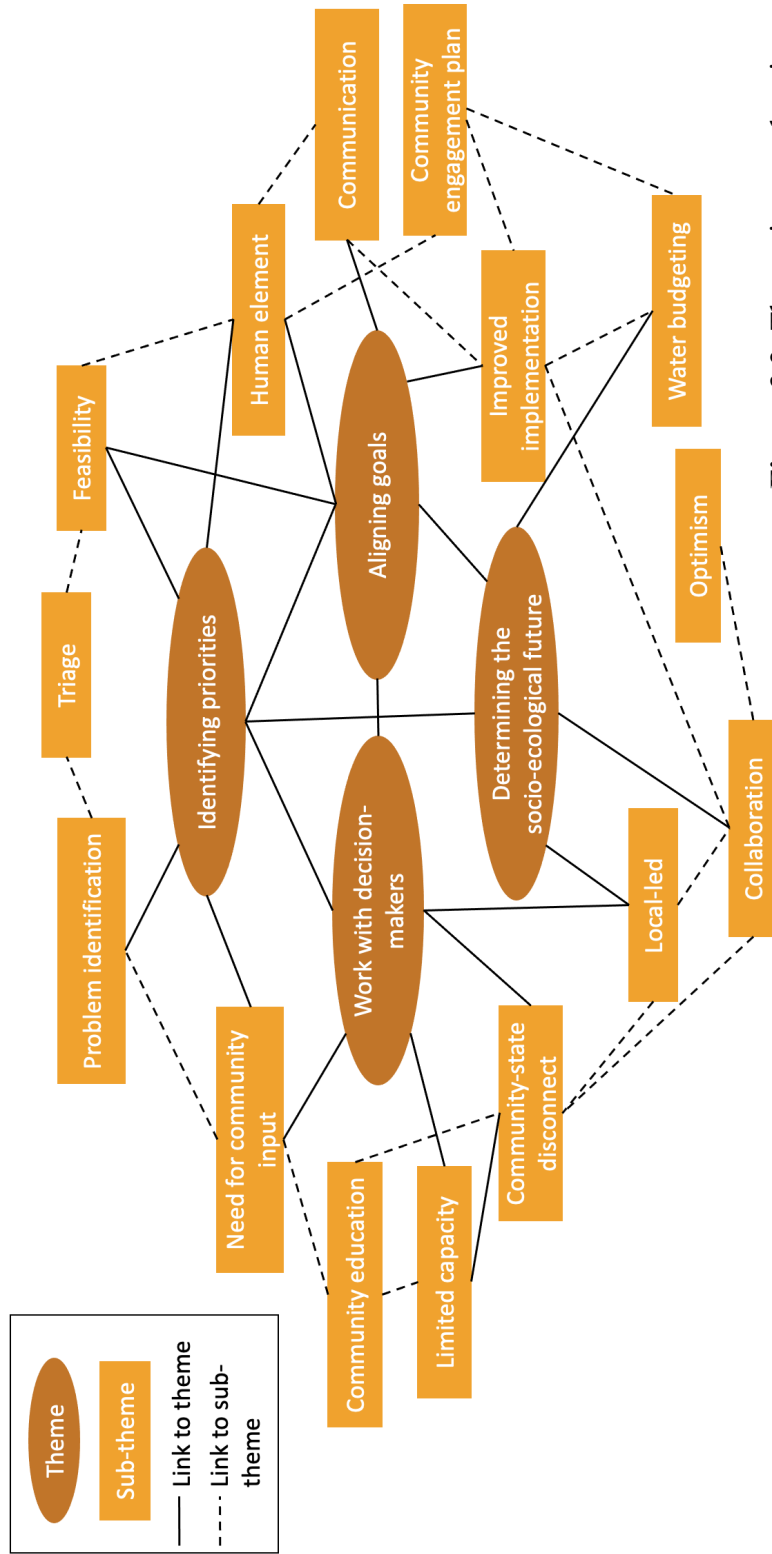 Theme
Sub-theme
Link to theme
Link to sub-
theme
Problem identification
Triage
Feasibility
Need for community
input
Identifying priorities
Human element
Communication
Community education
Limited capacity
Work with decision-
makers
Aligning goals
Community
engagement plan
Community-state
disconnect
Determining the
socio-ecological future
Improved
implementation
Local-led
Optimism
Water budgeting
Collaboration